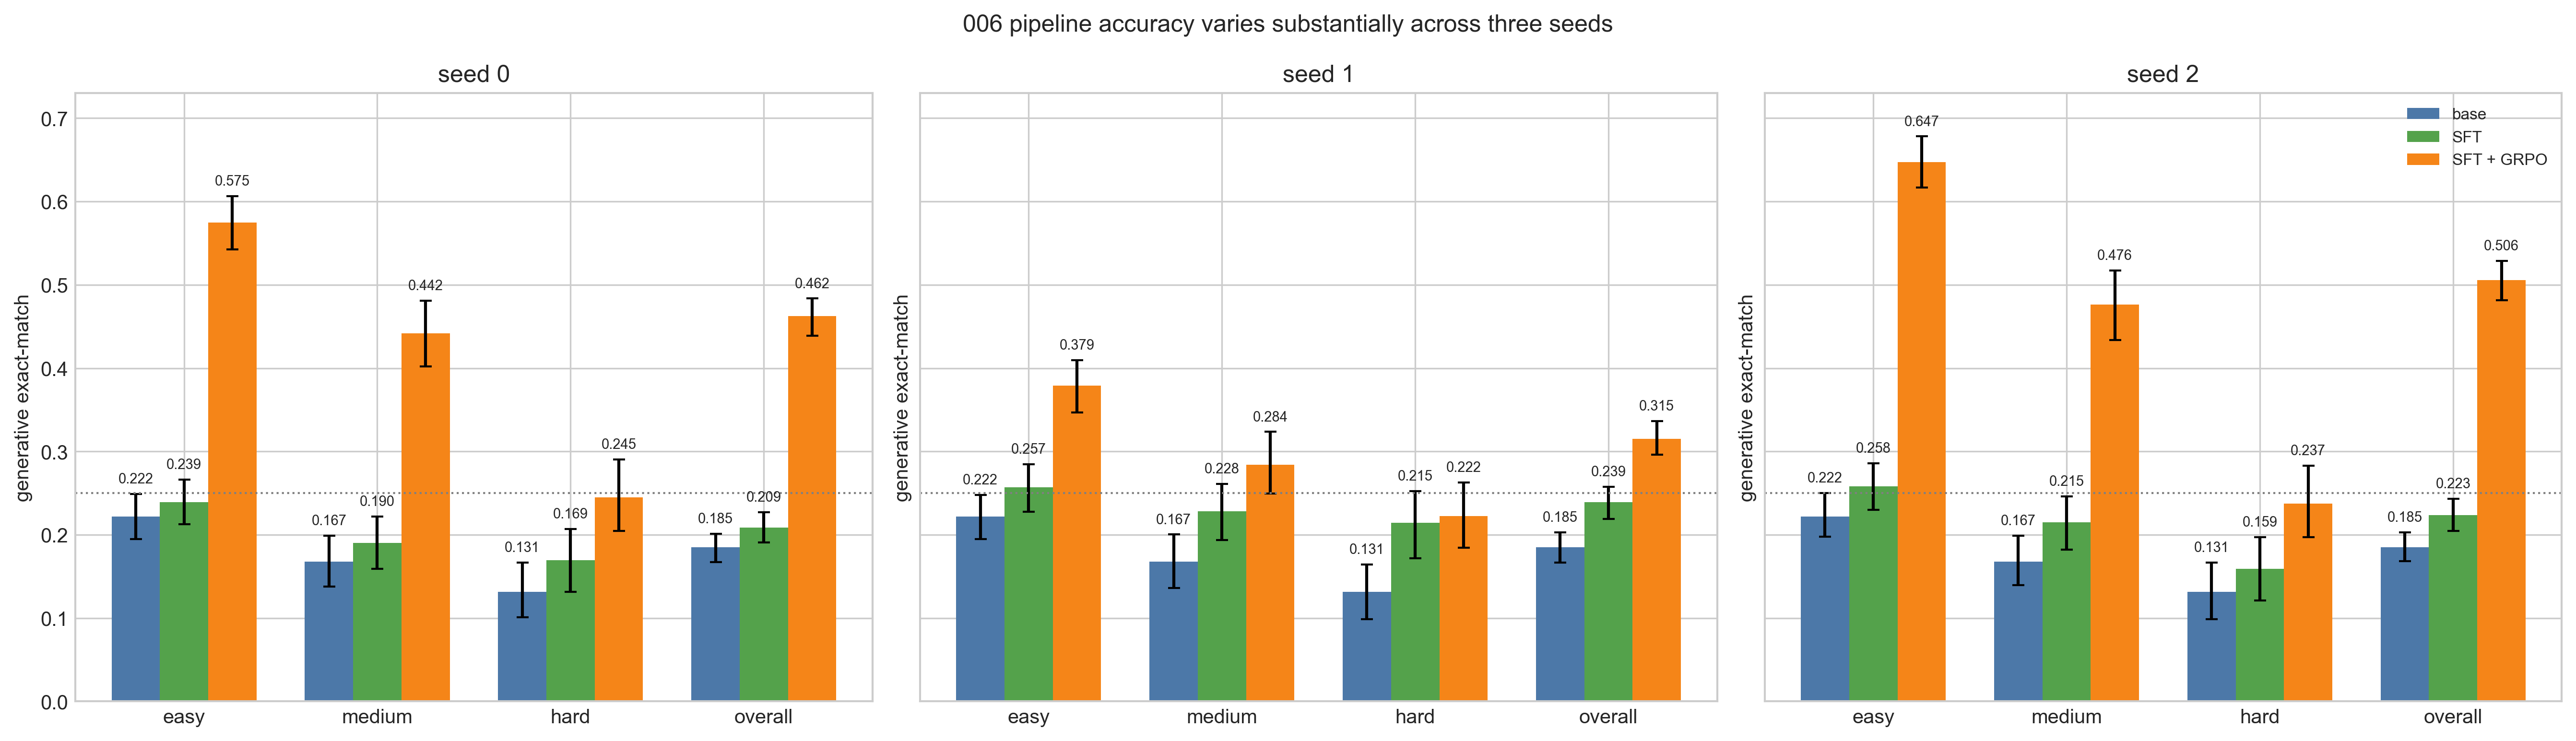 006 pipeline accuracy varies substantially across three seeds
seed 0
generative exact-match
0.7
0.6
0.5
0.4
0.3
0.2
0.1
0.0
0.222
0.239
0.575
0.167
0.190
0.442
0.131
0.169
0.245
0.185
0.209
0.462
easy
medium
hard
overall
seed 1
generative exact-match
0.222
0.257
0.379
0.167
0.228
0.284
0.131
0.215
0.222
0.185
0.239
0.315
easy
medium
hard
overall
seed 2
generative exact-match
base
SFT
SFT + GRPO
0.222
0.258
0.647
0.167
0.215
0.476
0.131
0.159
0.237
0.185
0.223
0.506
easy
medium
hard
overall